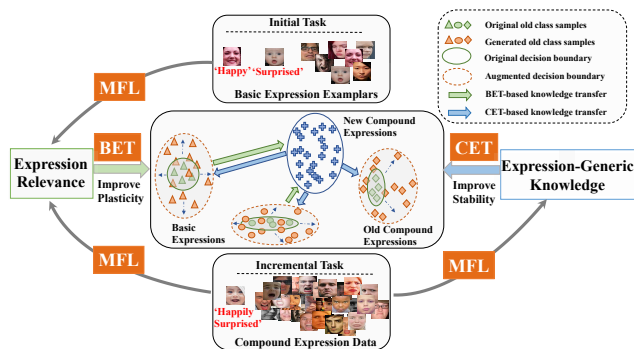 Initial Task
'Happy' 'Surprised'
Basic Expression Examplars
Original old class samples
Generated old class samples
Original decision boundary
Augmented decision boundary
BET-based knowledge transfer
CET-based knowledge transfer
MFL
New Compound
Expressions
BET
CET
Expression
Relevance
Improve
Plasticity
Improve
Stability
Expression-Generic
Knowledge
Basic
Expressions
Old Compound
Expressions
MFL
MFL
Incremental Task
'Happily
Surprised'
Compound Expression Data